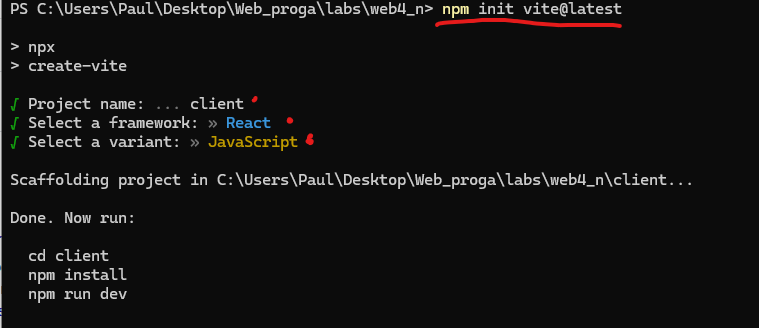 PS C:\Users\Paul\Desktop\Web_proga\labs\web4_n> npm init vite@latest
> npx
> create-vite
√ Project name: ... client
√ Select a framework: » React
√ Select a variant: » JavaScript
Scaffolding project in C:\Users\Paul\Desktop\Web_proga\labs\web4_n\client...
Done. Now run:
cd client
npm install
npm run dev